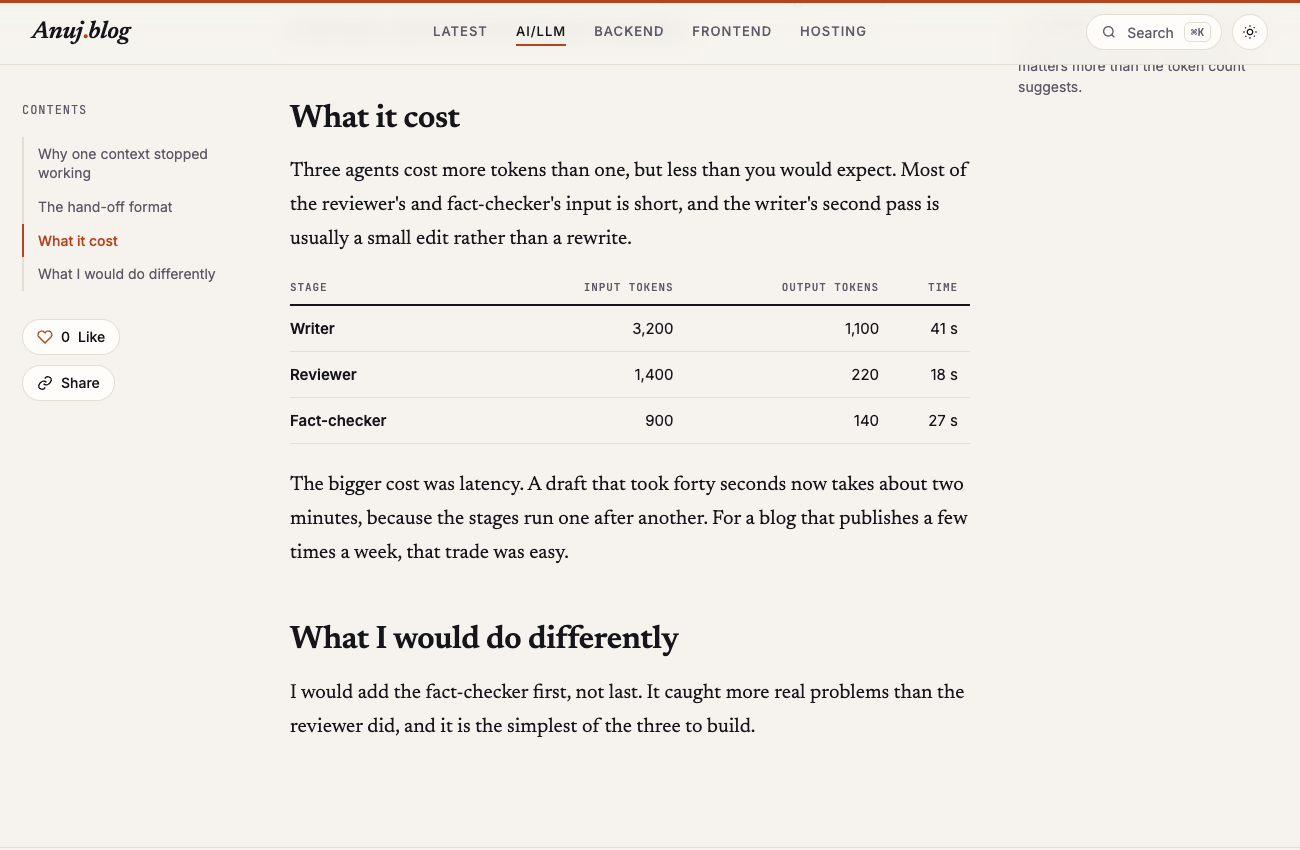 Anuj.blog
LATEST AI/LLM BACKEND FRONTEND HOSTING
Search ⌘K
CONTENTS
Why one context stopped
working
The hand-off format
What it cost
What I would do differently
0 Like
Share
What it cost
Three agents cost more tokens than one, but less than you would expect. Most of
the reviewer's and fact-checker's input is short, and the writer's second pass is
usually a small edit rather than a rewrite.
STAGE INPUT TOKENS OUTPUT TOKENS TIME
Writer 3,200 1,100 41 s
Reviewer 1,400 220 18 s
Fact-checker 900 140 27 s
The bigger cost was latency. A draft that took forty seconds now takes about two
minutes, because the stages run one after another. For a blog that publishes a few
times a week, that trade was easy.
What I would do differently
I would add the fact-checker first, not last. It caught more real problems than the
reviewer did, and it is the simplest of the three to build.
matters more than the token count
suggests.